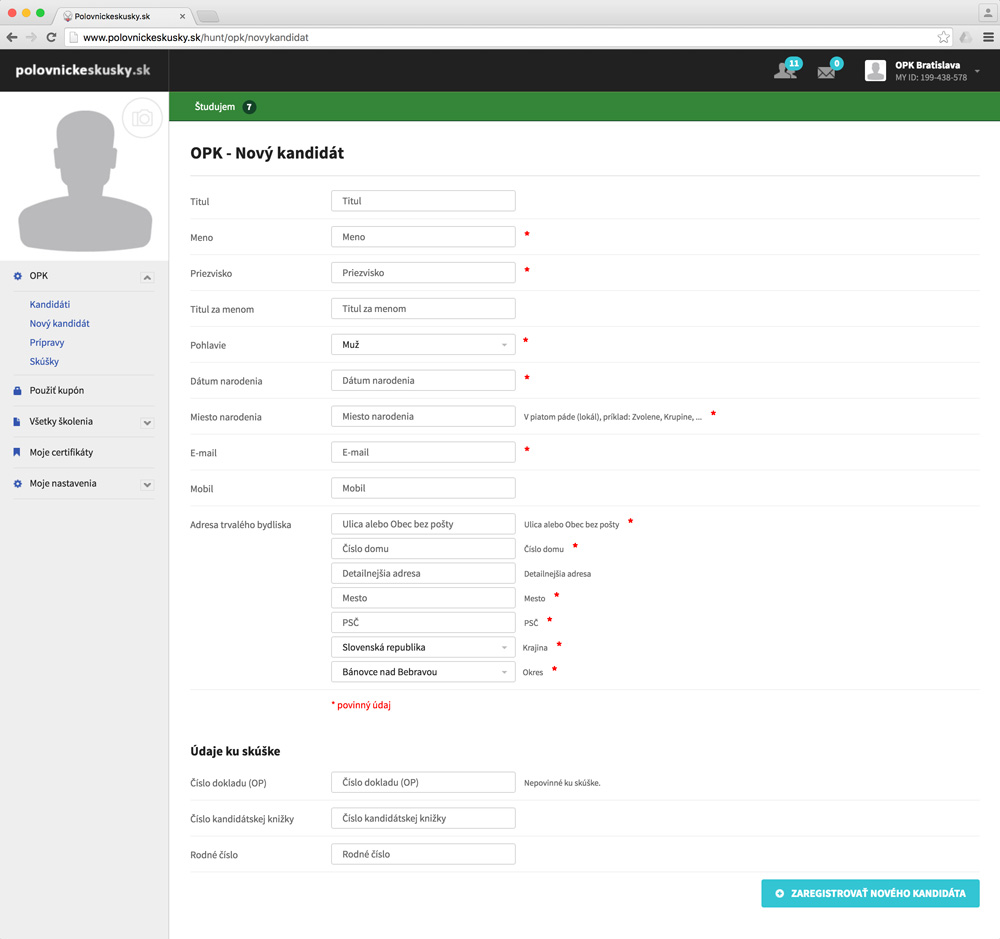 Polovnickeskusky.sk
www.polovnickeskusky.sk/hunt/opk/novykandidat
polovnickeskusky.sk
11
0
OPK Bratislava
MY ID: 199-438-578
Študujem 7
OPK
Kandidáti
Nový kandidát
Prípravy
Skúšky
Použiť kupón
Všetky školenia
Moje certifikáty
Moje nastavenia
OPK - Nový kandidát
Titul Titul
Meno Meno *
Priezvisko Priezvisko *
Titul za menom Titul za menom
Pohlavie Muž *
Dátum narodenia Dátum narodenia *
Miesto narodenia Miesto narodenia V piatom páde (lokál), príklad: Zvolene, Krupine, ... *
E-mail E-mail *
Mobil Mobil
Adresa trvalého bydliska Ulica alebo Obec bez pošty Ulica alebo Obec bez pošty *
Číslo domu Číslo domu *
Detailnejšia adresa Detailnejšia adresa
Mesto Mesto *
PSČ PSČ *
Slovenská republika Krajina *
Bánovce nad Bebravou Okres *
* povinný údaj
Údaje ku skúške
Číslo dokladu (OP) Číslo dokladu (OP) Nepovinné ku skúške.
Číslo kandidátskej knižky Číslo kandidátskej knižky
Rodné číslo Rodné číslo
ZAREGISTROVAŤ NOVÉHO KANDIDÁTA